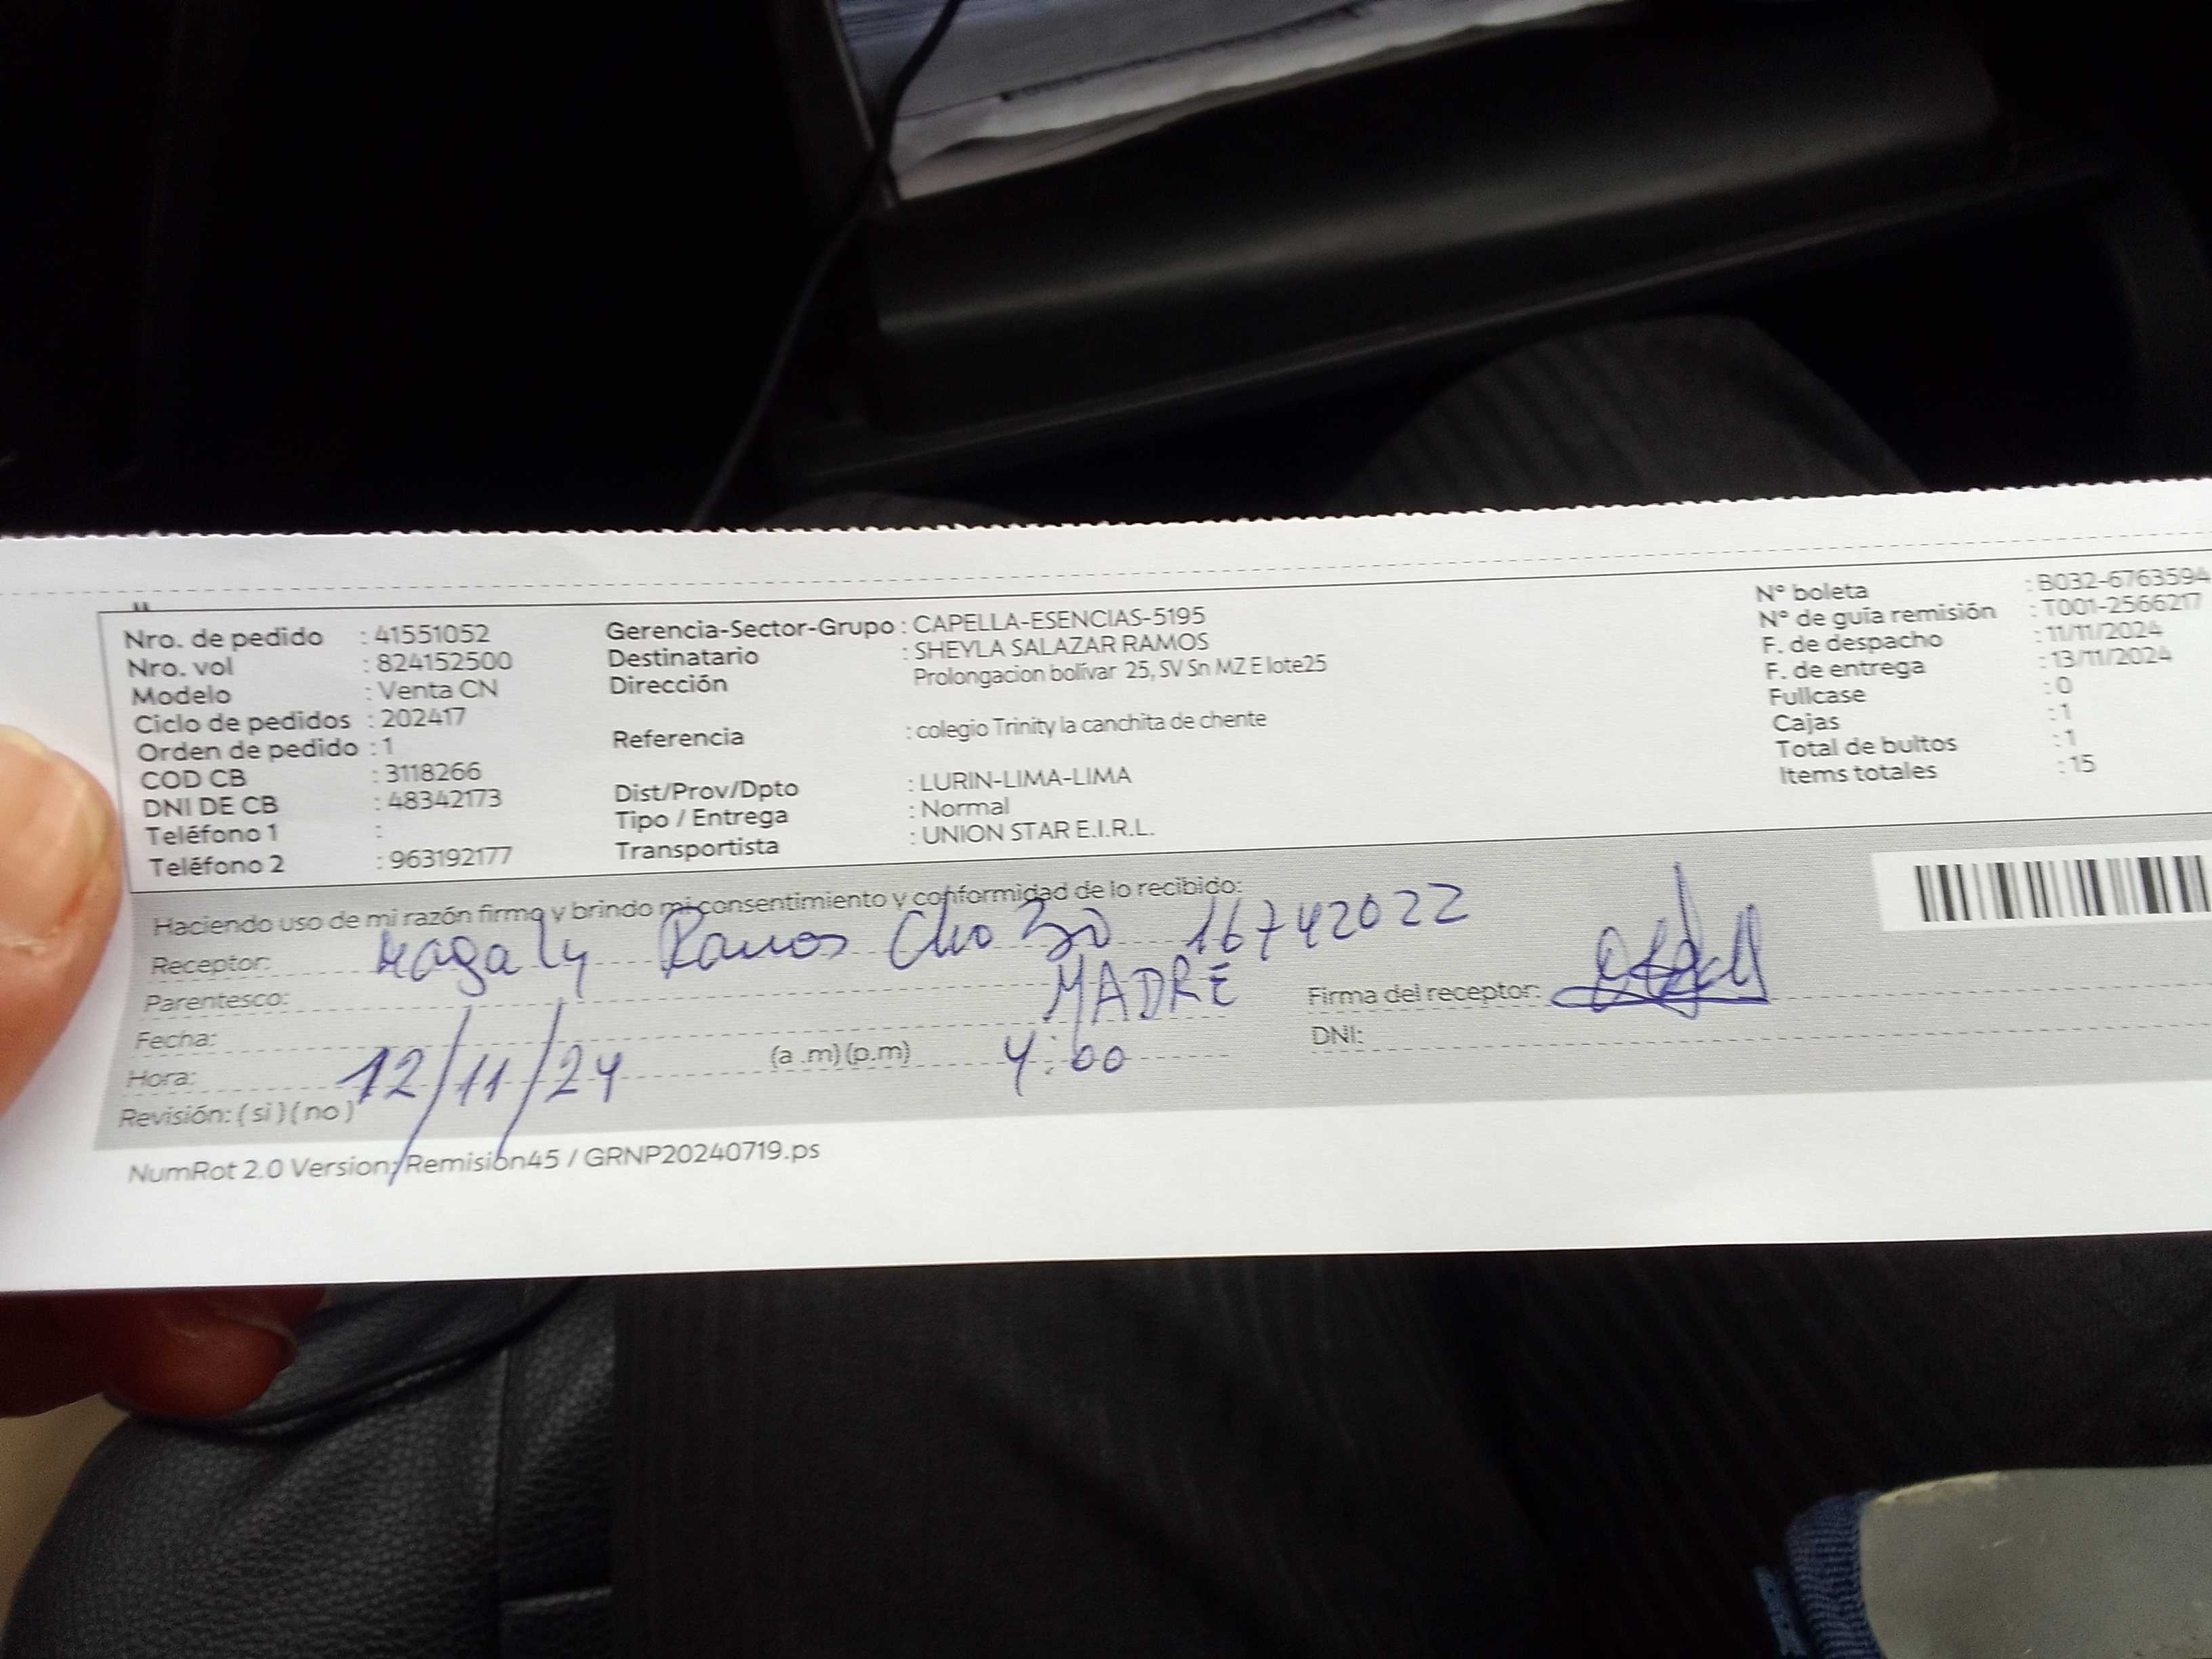 Nro. de pedido : 41551052
Nro. vol : 824152500
Modelo : Venta CN
Ciclo de pedidos : 202417
Orden de pedido : 1
COD CB : 3118266
DNI DE CB : 48342173
Teléfono 1 :
Teléfono 2 : 963192177
Gerencia-Sector-Grupo : CAPELLA-ESENCIAS-5195
Destinatario : SHEYLA SALAZAR RAMOS
Dirección Prolongacion bolívar 25, SV Sn MZ E lote25
Referencia : colegio Trinity la canchita de chente
Dist/Prov/Dpto : LURIN-LIMA-LIMA
Tipo / Entrega : Normal
Transportista : UNION STAR E.I.R.L.
N° boleta : B032-6763594
N° de guía remisión : T001-2566217
F. de despacho : 11/11/2024
F. de entrega : 13/11/2024
Fullcase : 0
Cajas : 1
Total de bultos : 1
Items totales : 15
Haciendo uso de mi razón firmo y brindo mi consentimiento y conformidad de lo recibido:
Receptor: Magaly Ramos Chozo 16742022
Parentesco: MADRE
Firma del receptor:
Fecha: 12/11/24
DNI:
Hora: (a .m) (p.m) 4:00
Revisión: ( si ) ( no )
NumRot 2.0 Version: Remision45 / GRNP20240719.ps